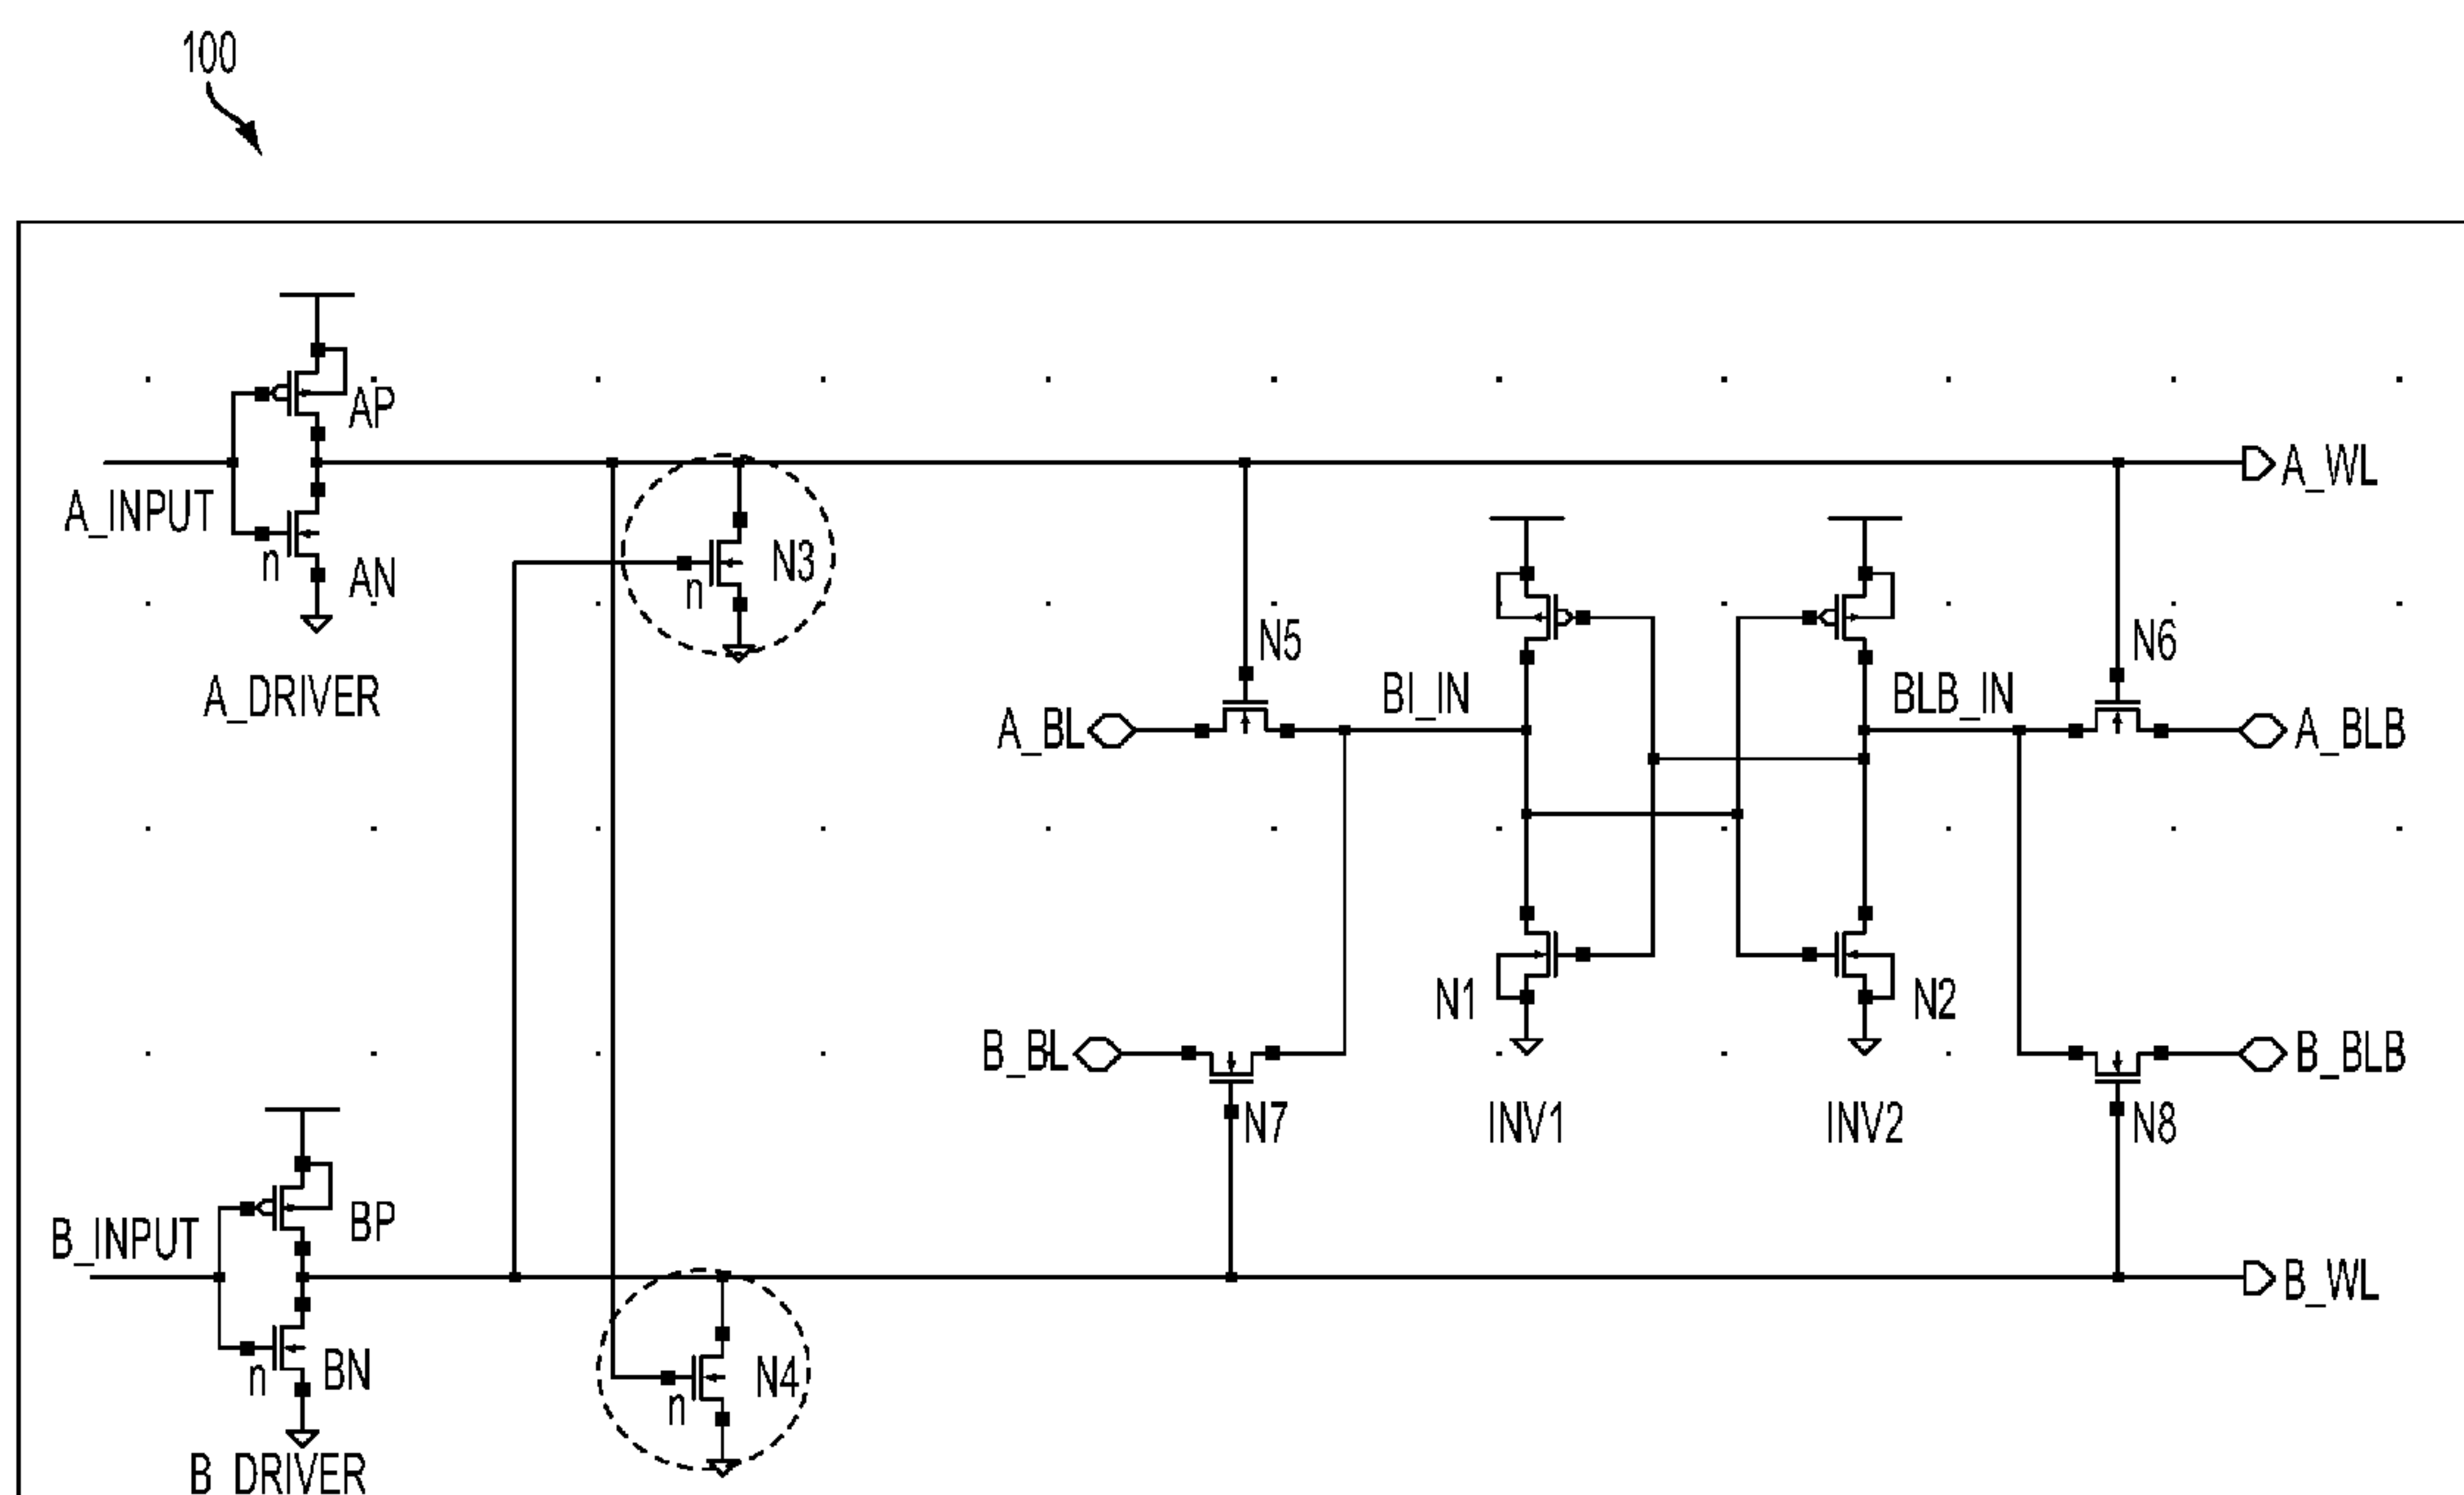 100
AP
A_WL
A_INPUT
n
AN
N3
n
A_DRIVER
N5
N6
A_BL
BI_IN
BLB_IN
A_BLB
N1
N2
B_BL
B_BLB
N7
INV1
INV2
N8
B_INPUT
BP
B_WL
n
BN
N4
n
B_DRIVER